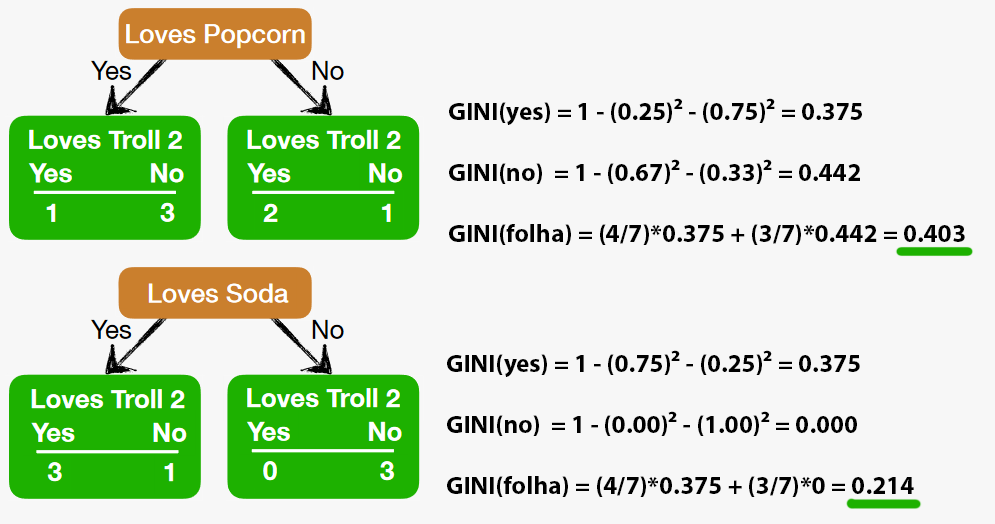 Loves Popcorn
Yes No
Loves Troll 2
Yes No
1 3
Loves Troll 2
Yes No
2 1
GINI(yes) = 1 - (0.25)² - (0.75)² = 0.375
GINI(no) = 1 - (0.67)² - (0.33)² = 0.442
GINI(folha) = (4/7)*0.375 + (3/7)*0.442 = 0.403
Loves Soda
Yes No
Loves Troll 2
Yes No
3 1
Loves Troll 2
Yes No
0 3
GINI(yes) = 1 - (0.75)² - (0.25)² = 0.375
GINI(no) = 1 - (0.00)² - (1.00)² = 0.000
GINI(folha) = (4/7)*0.375 + (3/7)*0 = 0.214